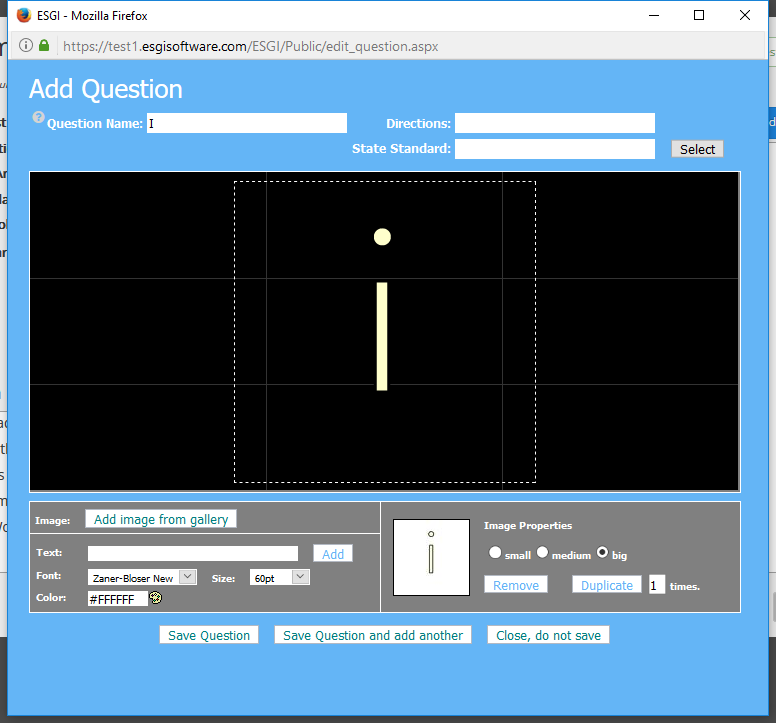 ESGI - Mozilla Firefox
https://test1.esgisoftware.com/ESGI/Public/edit_question.aspx
Add Question
? Question Name: I Directions:
State Standard: Select
i
Image: Add image from gallery
Text: Add
Font: Zaner-Bloser New Size: 60pt
Color: #FFFFFF
i
Image Properties
small medium big
Remove Duplicate 1 times.
Save Question Save Question and add another Close, do not save